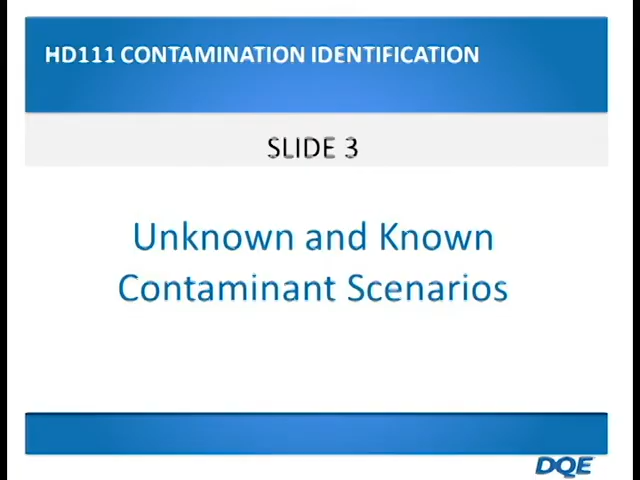 HD111 CONTAMINATION IDENTIFICATION
SLIDE 3
Unknown and Known
Contaminant Scenarios
DQE